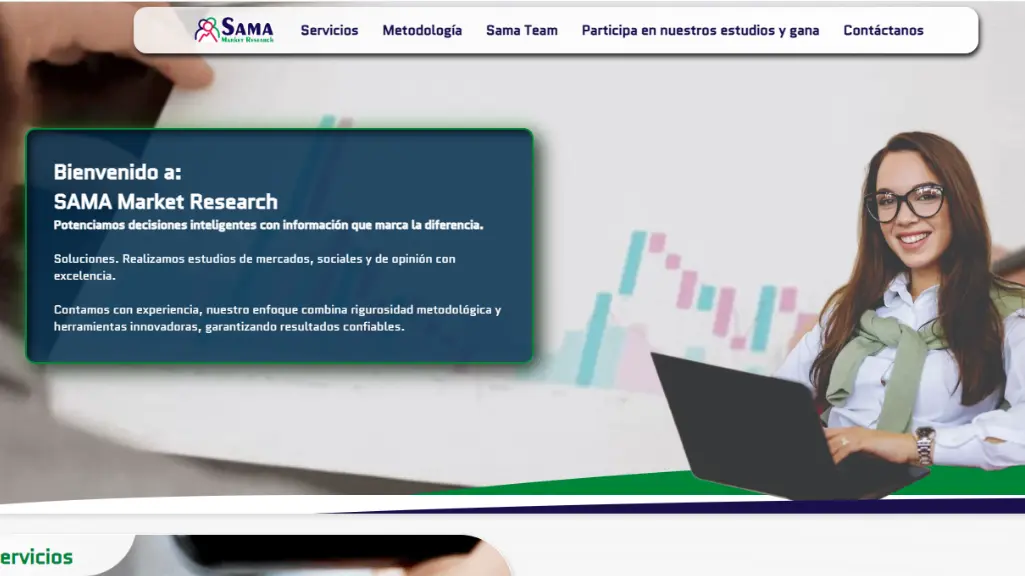 SAMA
MARKET RESEARCH
Servicios
Metodología
Sama Team
Participa en nuestros estudios y gana
Contáctanos
Bienvenido a:
SAMA Market Research
Potenciamos decisiones inteligentes con información que marca la diferencia.
Soluciones. Realizamos estudios de mercados, sociales y de opinión con
excelencia.
Contamos con experiencia, nuestro enfoque combina rigurosidad metodológica y
herramientas innovadoras, garantizando resultados confiables.
ervicios